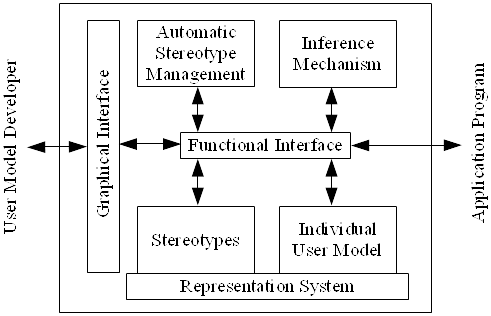 User Model Developer
Graphical Interface
Automatic
Stereotype
Management
Inference
Mechanism
Functional Interface
Stereotypes
Individual
User Model
Representation System
Application Program